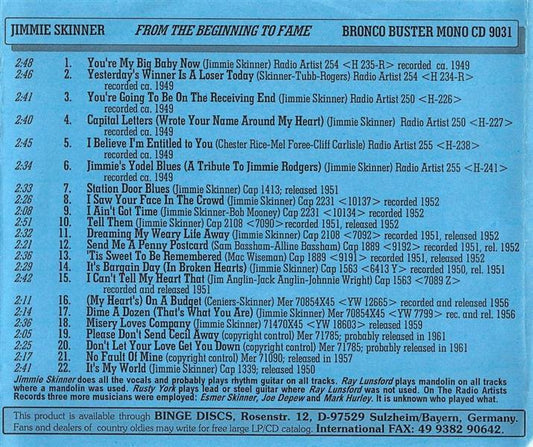 JIMMIE SKINNER FROM THE BEGINNING TO FAME BRONCO BUSTER MONO CD 9031
2:48 1. You're My Big Baby Now (Jimmie Skinner) Radio Artist 254 <H 235-R> recorded ca. 1949
2:46 2. Yesterday's Winner Is A Loser Today (Skinner-Tubb-Rogers) Radio Artist 254 <H 234-R>
recorded ca. 1949
2:41 3. You're Going To Be On The Receiving End (Jimmie Skinner) Radio Artist 250 <H-226>
recorded ca. 1949
2:40 4. Capital Letters (Wrote Your Name Around My Heart) (Jimmie Skinner) Radio Artist 250 <H-227>
recorded ca. 1949
2:45 5. I Believe I'm Entitled to You (Chester Rice-Mel Foree-Cliff Carlisle) Radio Artist 255 <H-238>
recorded ca. 1949
2:34 6. Jimmie's Yodel Blues (A Tribute To Jimmie Rodgers) (Jimmie Skinner) Radio Artist 255 <H-241>
recorded ca. 1949
2:33 7. Station Door Blues (Jimmie Skinner) Cap 1413; released 1951
2:26 8. I Saw Your Face In The Crowd (Jimmie Skinner) Cap 2231 <10137> recorded 1952
2:08 9. I Ain't Got Time (Jimmie Skinner-Bob Mooney) Cap 2231 <10134> recorded 1952
2:51 10. Tell Them (Jimmie Skinner) Cap 2108 <7090> recorded 1951, released 1952
2:32 11. Dreaming My Weary Life Away (Jimmie Skinner) Cap 2108 <7092> recorded 1951, released 1952
2:21 12. Send Me A Penny Postcard (Sam Bassham-Alline Bassham) Cap 1889 <9192> recorded 1951, rel. 1952
2:36 13. 'Tis Sweet To Be Remembered (Mac Wiseman) Cap 1889 <9191> recorded 1951, released 1952
2:29 14. It's Bargain Day (In Broken Hearts) (Jimmie Skinner) Cap 1563 <6413 Y> recorded 1950, rel. 1951
2:42 15. I Can't Tell My Heart That (Jim Anglin-Jack Anglin-Johnnie Wright) Cap 1563 <7089 Z>
recorded and released 1951
2:11 16. (My Heart's) On A Budget (Ceniers-Skinner) Mer 70854X45 <YW 12665> recorded and released 1956
2:14 17. Dime A Dozen (That's What You Are) (Jimmie Skinner) Mer 70854X45 <YW 7799> rec. and rel. 1956
2:36 18. Misery Loves Company (Jimmie Skinner) 71470X45 <YW 18603> released 1959
2:05 19. Please Don't Send Cecil Away (copyright control) Mer 71785; probably released in 1961
2:25 20. Don't Let Your Love Get You Down (copyright control) Mer 71785; probably released in 1961
2:17 21. No Fault Of Mine (copyright control) Mer 71090; released in 1957
2:41 22. It's My World (Jimmie Skinner) Cap 1339; released in 1950
Jimmie Skinner does all the vocals and probably plays rhythm guitar on all tracks. Ray Lunsford plays mandolin on all tracks
where a mandolin was used. Rusty York plays lead or steel guitar where Ray Lunsford was not used. On The Radio Artists
Records three more musicians were employed: Esmer Skinner, Joe Depew and Mark Hurley. It is unknown who played what.
This product is available through BINGE DISCS, Rosenstr. 12, D-97529 Sulzheim/Bayern, Germany.
Fans and dealers of country oldies may write for free large LP/CD catalog. International FAX: 49 9382 90642.